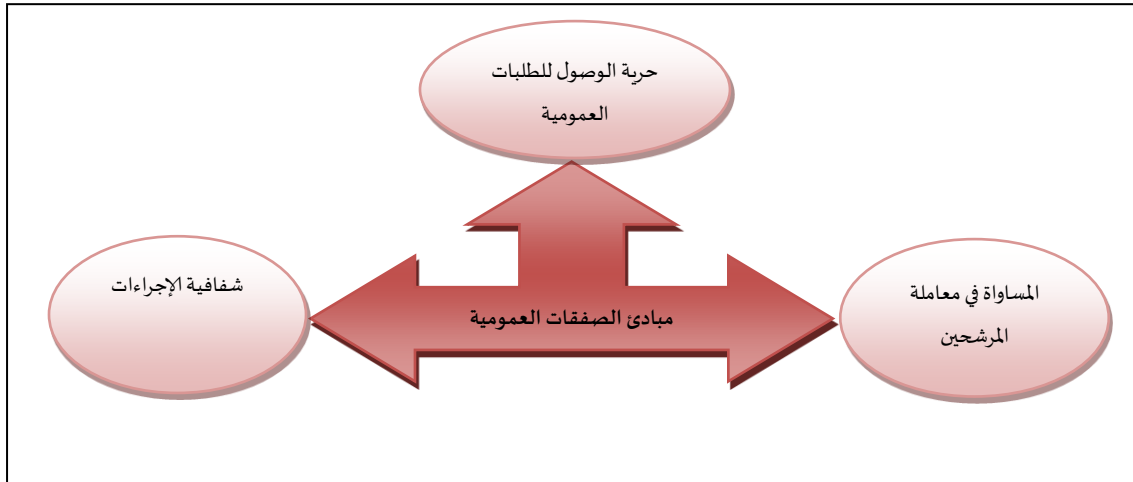 حرية الوصول للطلبات
العمومية
المساواة في معاملة
المرشحين
مبادئ الصفقات العمومية
شفافية الإجراءات